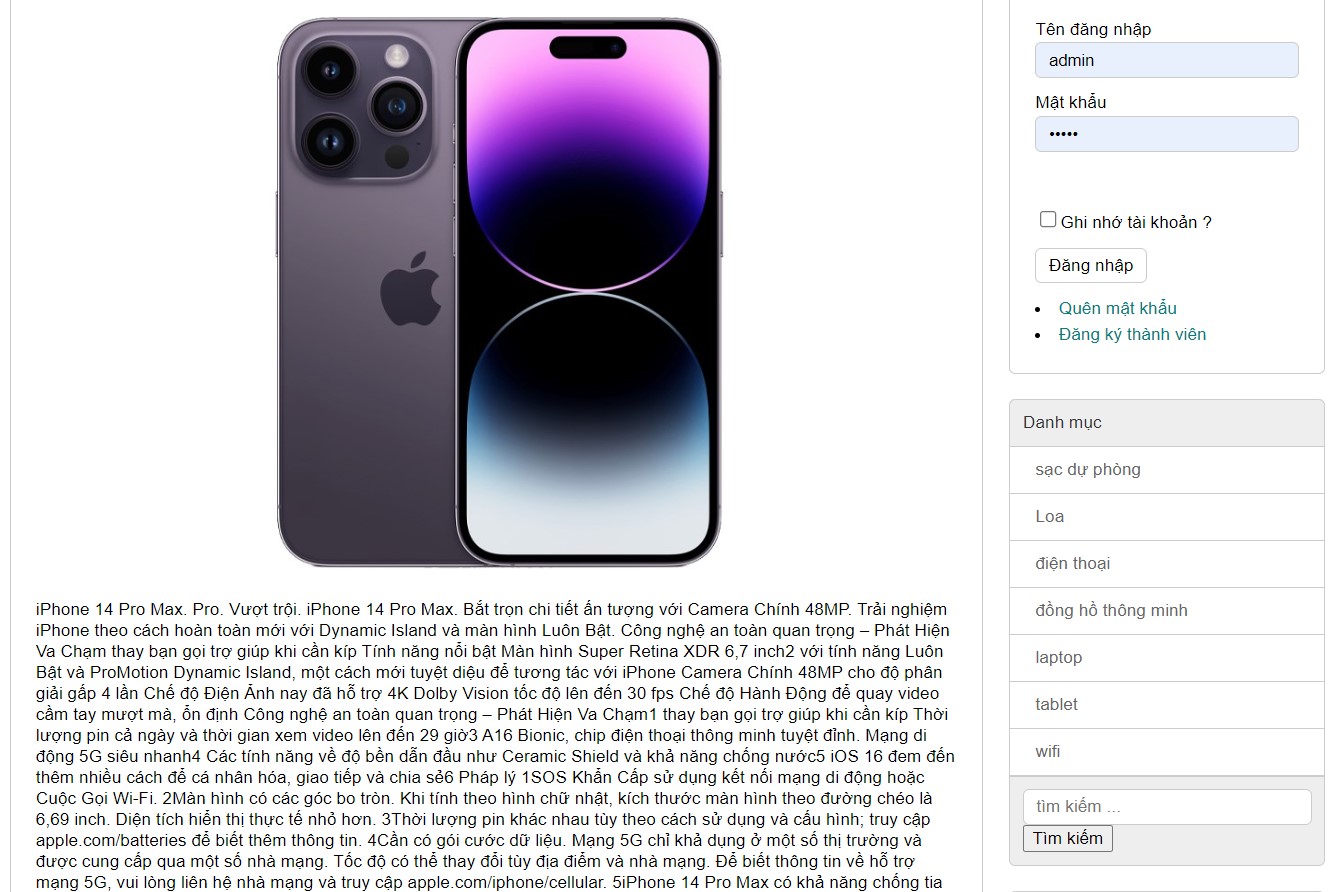 iPhone 14 Pro Max. Pro. Vượt trội. iPhone 14 Pro Max. Bắt trọn chi tiết ấn tượng với Camera Chính 48MP. Trải nghiệm
iPhone theo cách hoàn toàn mới với Dynamic Island và màn hình Luôn Bật. Công nghệ an toàn quan trọng – Phát Hiện
Va Chạm thay bạn gọi trợ giúp khi cần kíp Tính năng nổi bật Màn hình Super Retina XDR 6,7 inch2 với tính năng Luôn
Bật và ProMotion Dynamic Island, một cách mới tuyệt diệu để tương tác với iPhone Camera Chính 48MP cho độ phân
giải gấp 4 lần Chế độ Điện Ảnh nay đã hỗ trợ 4K Dolby Vision tốc độ lên đến 30 fps Chế độ Hành Động để quay video
cầm tay mượt mà, ổn định Công nghệ an toàn quan trọng – Phát Hiện Va Chạm1 thay bạn gọi trợ giúp khi cần kíp Thời
lượng pin cả ngày và thời gian xem video lên đến 29 giờ3 A16 Bionic, chip điện thoại thông minh tuyệt đỉnh. Mạng di
động 5G siêu nhanh4 Các tính năng về độ bền dẫn đầu như Ceramic Shield và khả năng chống nước5 iOS 16 đem đến
thêm nhiều cách để cá nhân hóa, giao tiếp và chia sẻ6 Pháp lý 1SOS Khẩn Cấp sử dụng kết nối mạng di động hoặc
Cuộc Gọi Wi-Fi. 2Màn hình có các góc bo tròn. Khi tính theo hình chữ nhật, kích thước màn hình theo đường chéo là
6,69 inch. Diện tích hiển thị thực tế nhỏ hơn. 3Thời lượng pin khác nhau tùy theo cách sử dụng và cấu hình; truy cập
apple.com/batteries để biết thêm thông tin. 4Cần có gói cước dữ liệu. Mạng 5G chỉ khả dụng ở một số thị trường và
được cung cấp qua một số nhà mạng. Tốc độ có thể thay đổi tùy địa điểm và nhà mạng. Để biết thông tin về hỗ trợ
mạng 5G, vui lòng liên hệ nhà mạng và truy cập apple.com/iphone/cellular. 5iPhone 14 Pro Max có khả năng chống tia
Tên đăng nhập
admin
Mật khẩu
•••••
Ghi nhớ tài khoản ?
Đăng nhập
Quên mật khẩu
Đăng ký thành viên
Danh mục
sạc dự phòng
Loa
điện thoại
đồng hồ thông minh
laptop
tablet
wifi
tìm kiếm ...
Tìm kiếm